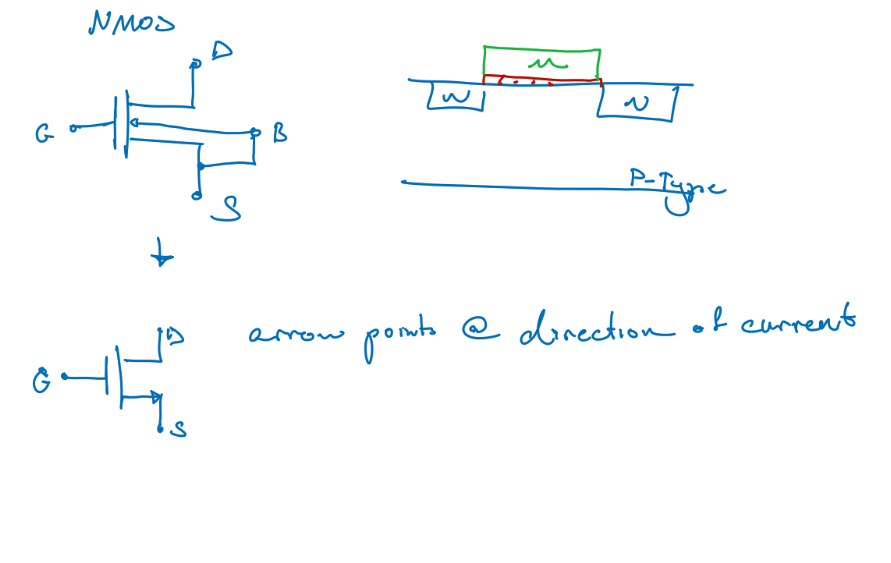 NMOS
D
G
B
S
n
N
N
P-Type
D
G
S
arrow points @ direction of current